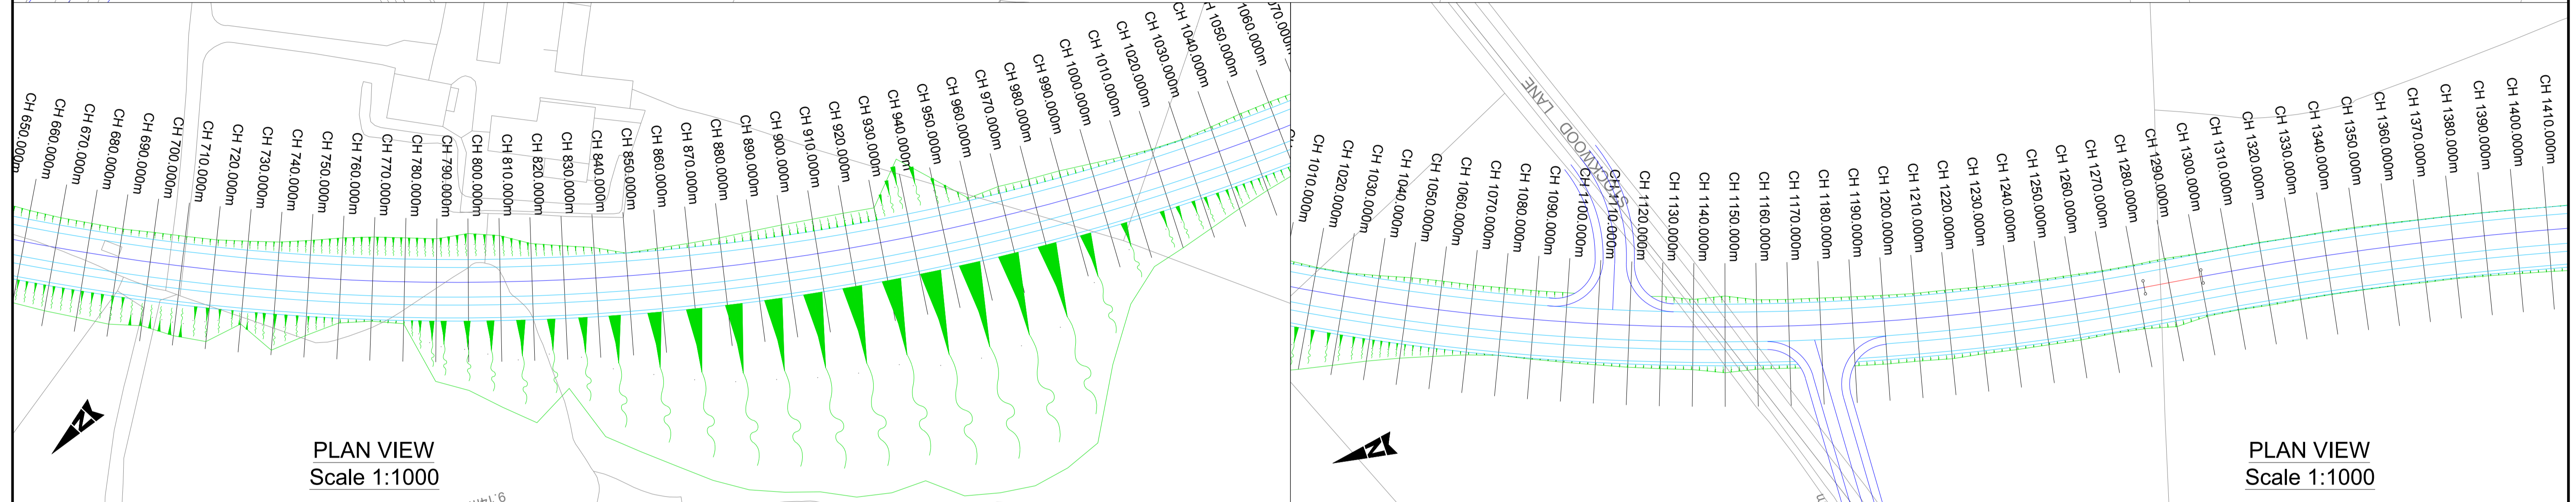 CH 650.000m
CH 660.000m
CH 670.000m
CH 680.000m
CH 690.000m
CH 700.000m
CH 710.000m
CH 720.000m
CH 730.000m
CH 740.000m
CH 750.000m
CH 760.000m
CH 770.000m
CH 780.000m
CH 790.000m
CH 800.000m
CH 810.000m
CH 820.000m
CH 830.000m
CH 840.000m
CH 850.000m
CH 860.000m
CH 870.000m
CH 880.000m
CH 890.000m
CH 900.000m
CH 910.000m
CH 920.000m
CH 930.000m
CH 940.000m
CH 950.000m
CH 960.000m
CH 970.000m
CH 980.000m
CH 990.000m
CH 1000.000m
CH 1010.000m
CH 1020.000m
CH 1030.000m
CH 1040.000m
H 1050.000m
1060.000m
70.000m
N
PLAN VIEW
Scale 1:1000
CH 1010.000m
CH 1020.000m
CH 1030.000m
CH 1040.000m
CH 1050.000m
CH 1060.000m
CH 1070.000m
CH 1080.000m
CH 1090.000m
CH 1100.000m
CH 1110.000m
CH 1120.000m
CH 1130.000m
CH 1140.000m
CH 1150.000m
CH 1160.000m
CH 1170.000m
CH 1180.000m
CH 1190.000m
CH 1200.000m
CH 1210.000m
CH 1220.000m
CH 1230.000m
CH 1240.000m
CH 1250.000m
CH 1260.000m
CH 1270.000m
CH 1280.000m
CH 1290.000m
CH 1300.000m
CH 1310.000m
CH 1320.000m
CH 1330.000m
CH 1340.000m
CH 1350.000m
CH 1360.000m
CH 1370.000m
CH 1380.000m
CH 1390.000m
CH 1400.000m
CH 1410.000m
STOCKWOOD LANE
N
PLAN VIEW
Scale 1:1000